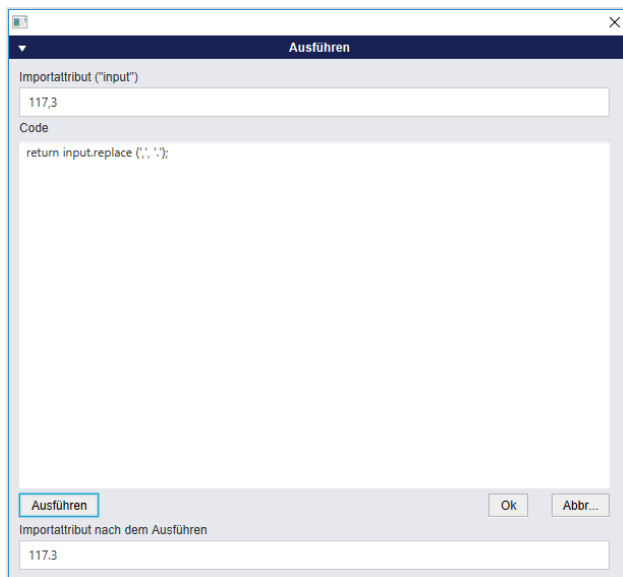 Ausführen
Importattribut ("input")
117,3
Code
return input.replace (',', '.');
Ausführen Ok Abbr...
Importattribut nach dem Ausführen
117.3